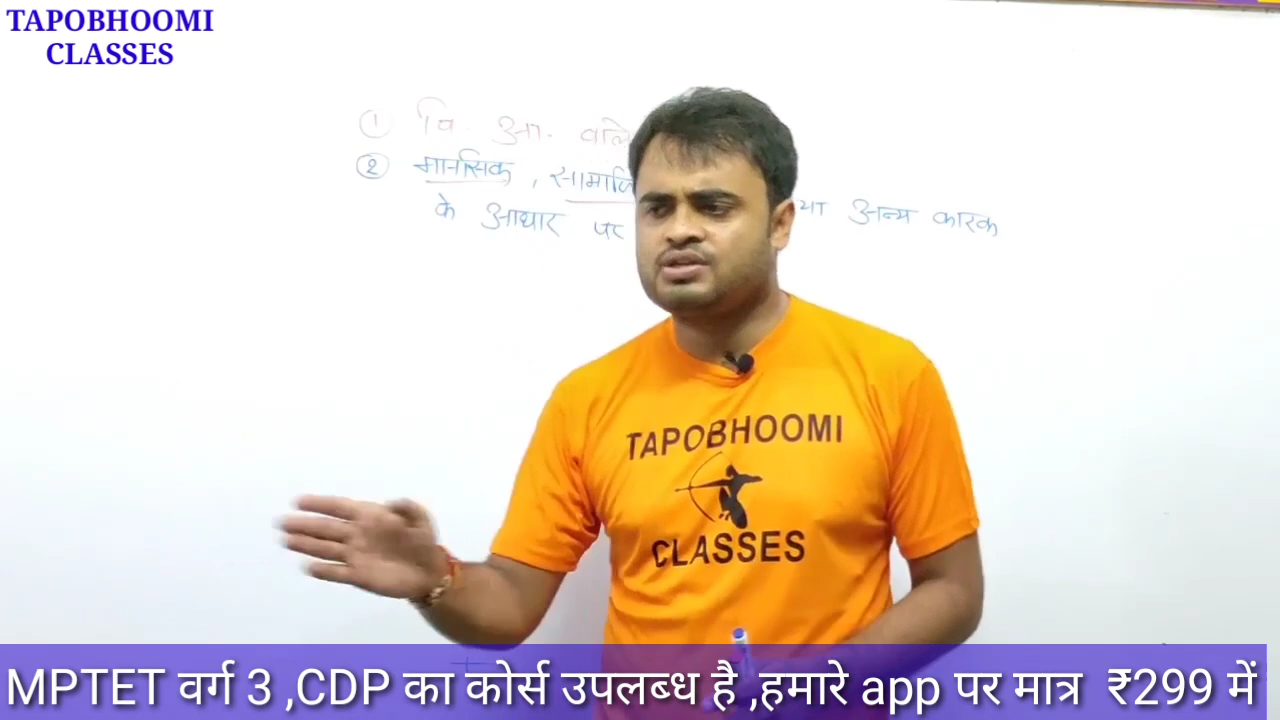 TAPOBHOOMI
CLASSES
① वि. आ. वाले
② मानसिक, सामाजि
के आधार पर या अन्य कारक
TAPOBHOOMI
CLASSES
MPTET वर्ग 3 ,CDP का कोर्स उपलब्ध है ,हमारे app पर मात्र ₹299 में